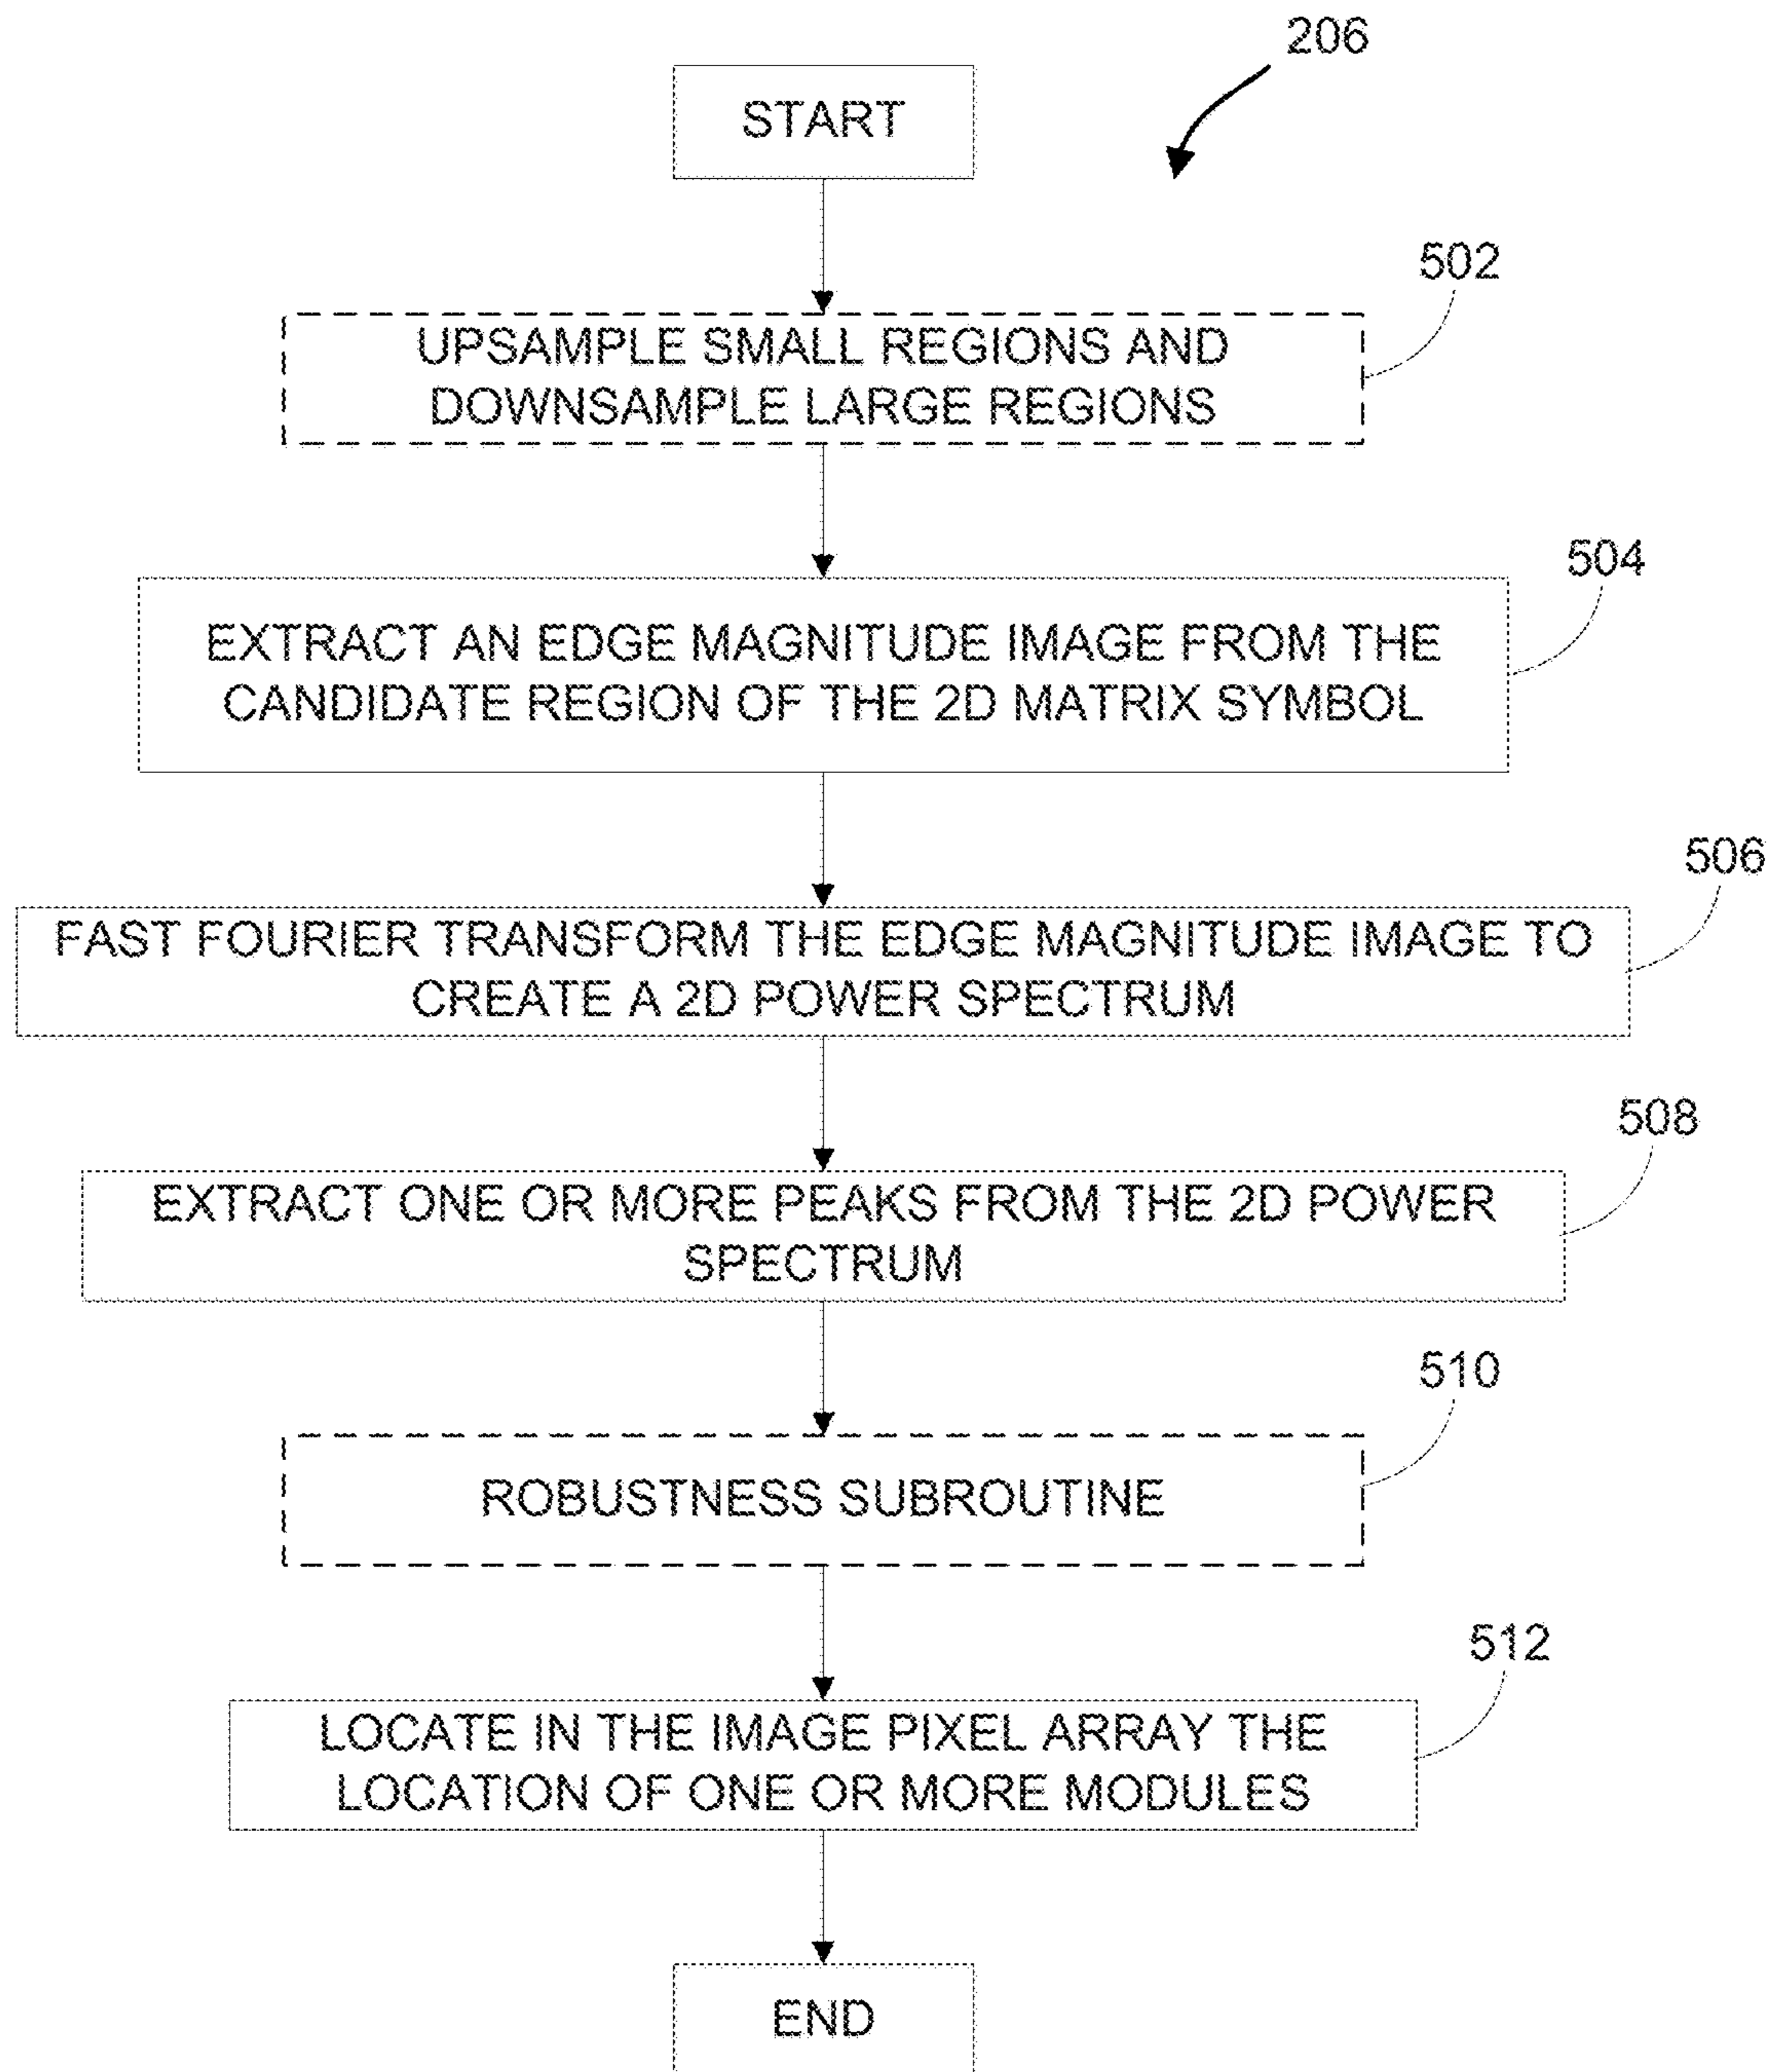 206
START
502
UPSAMPLE SMALL REGIONS AND
DOWNSAMPLE LARGE REGIONS
504
EXTRACT AN EDGE MAGNITUDE IMAGE FROM THE
CANDIDATE REGION OF THE 2D MATRIX SYMBOL
506
FAST FOURIER TRANSFORM THE EDGE MAGNITUDE IMAGE TO
CREATE A 2D POWER SPECTRUM
508
EXTRACT ONE OR MORE PEAKS FROM THE 2D POWER
SPECTRUM
510
ROBUSTNESS SUBROUTINE
512
LOCATE IN THE IMAGE PIXEL ARRAY THE
LOCATION OF ONE OR MORE MODULES
END